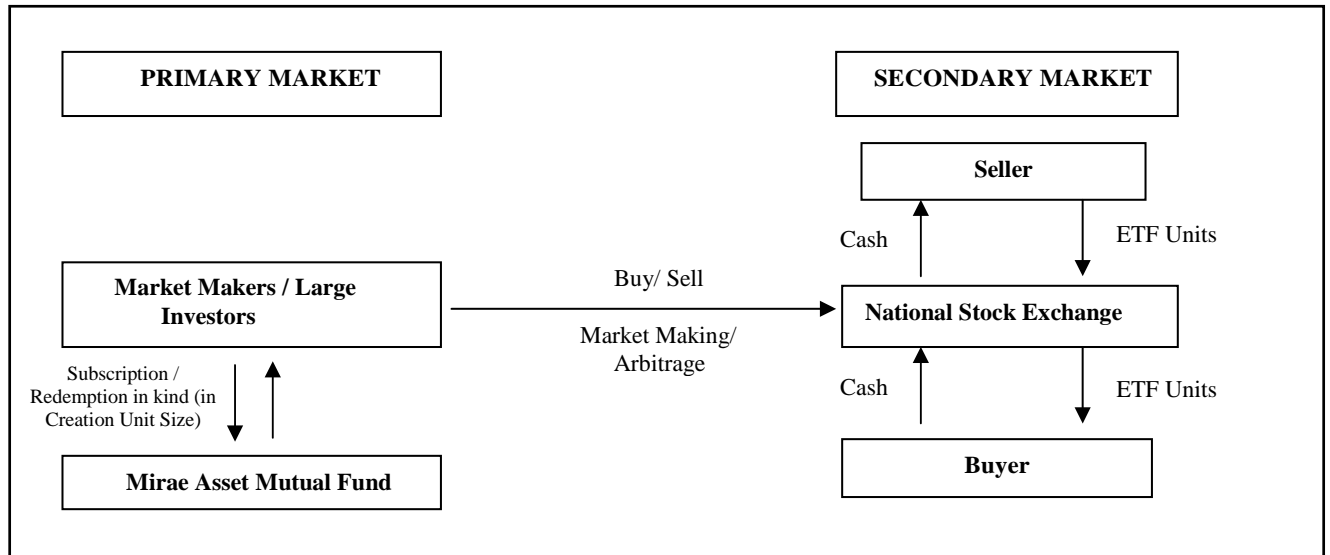 PRIMARY MARKET
SECONDARY MARKET
Seller
Cash
ETF Units
Market Makers / Large
Investors
Buy/ Sell
Market Making/
Arbitrage
National Stock Exchange
Subscription /
Redemption in kind (in
Creation Unit Size)
Cash
ETF Units
Mirae Asset Mutual Fund
Buyer